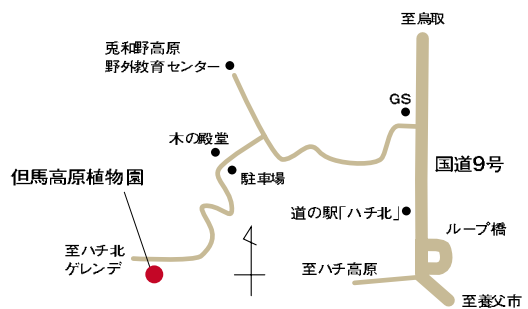 至鳥取
兎和野高原
野外教育センター
GS
木の殿堂
国道9号
但馬高原植物園
駐車場
道の駅「ハチ北」
ループ橋
至ハチ北
ゲレンデ
至ハチ高原
至養父市